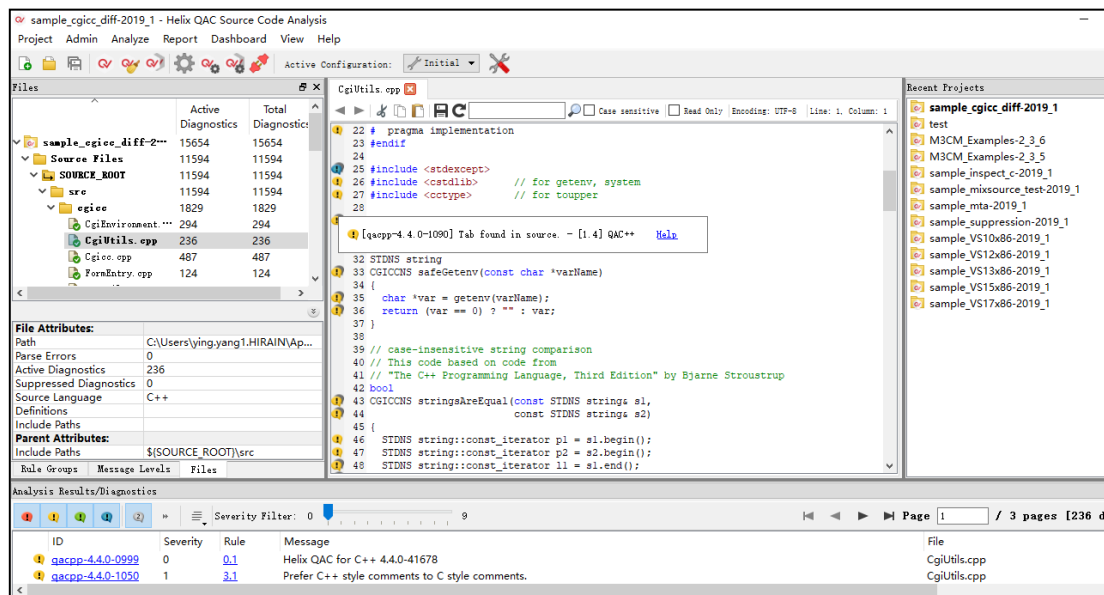 sample_cgicc_diff-2019_1 - Helix QAC Source Code Analysis
Project Admin Analyze Report Dashboard View Help
Active Configuration: Initial
Files
Active Diagnostics Total Diagnostics
sample_cgicc_diff-2··· 15654 15654
Source Files 11594 11594
SOURCE_ROOT 11594 11594
src 11594 11594
cgicc 1829 1829
CgiEnvironment.··· 294 294
CgiUtils.cpp 236 236
Cgicc.cpp 487 487
FormEntry.cpp 124 124
File Attributes:
Path C:\Users\ying.yang1.HIRAIN\Ap...
Parse Errors 0
Active Diagnostics 236
Suppressed Diagnostics 0
Source Language C++
Definitions
Include Paths
Parent Attributes:
Include Paths ${SOURCE_ROOT}\src
Rule Groups Message Levels Files
CgiUtils.cpp
Case sensitive Read Only Encoding: UTF-8 Line: 1, Column: 1
22 # pragma implementation
23 #endif
24
25 #include <stdexcept>
26 #include <cstdlib> // for getenv, system
27 #include <cctype> // for toupper
28
[qacpp-4.4.0-1090] Tab found in source. - [1.4] QAC++ Help
32 STDNS string
33 CGICCNS safeGetenv(const char *varName)
34 {
35 char *var = getenv(varName);
36 return (var == 0) ? "" : var;
37 }
38
39 // case-insensitive string comparison
40 // This code based on code from
41 // "The C++ Programming Language, Third Edition" by Bjarne Stroustrup
42 bool
43 CGICCNS stringsAreEqual(const STDNS string& s1,
44 const STDNS string& s2)
45 {
46 STDNS string::const_iterator p1 = s1.begin();
47 STDNS string::const_iterator p2 = s2.begin();
48 STDNS string::const_iterator l1 = s1.end();
Recent Projects
sample_cgicc_diff-2019_1
test
M3CM_Examples-2_3_6
M3CM_Examples-2_3_5
sample_inspect_c-2019_1
sample_mixsource_test-2019_1
sample_mta-2019_1
sample_suppression-2019_1
sample_VS10x86-2019_1
sample_VS12x86-2019_1
sample_VS13x86-2019_1
sample_VS15x86-2019_1
sample_VS17x86-2019_1
Analysis Results/Diagnostics
Severity Filter: 0 9 Page 1 / 3 pages [236 d
ID Severity Rule Message File
qacpp-4.4.0-0999 0 0.1 Helix QAC for C++ 4.4.0-41678 CgiUtils.cpp
qacpp-4.4.0-1050 1 3.1 Prefer C++ style comments to C style comments. CgiUtils.cpp